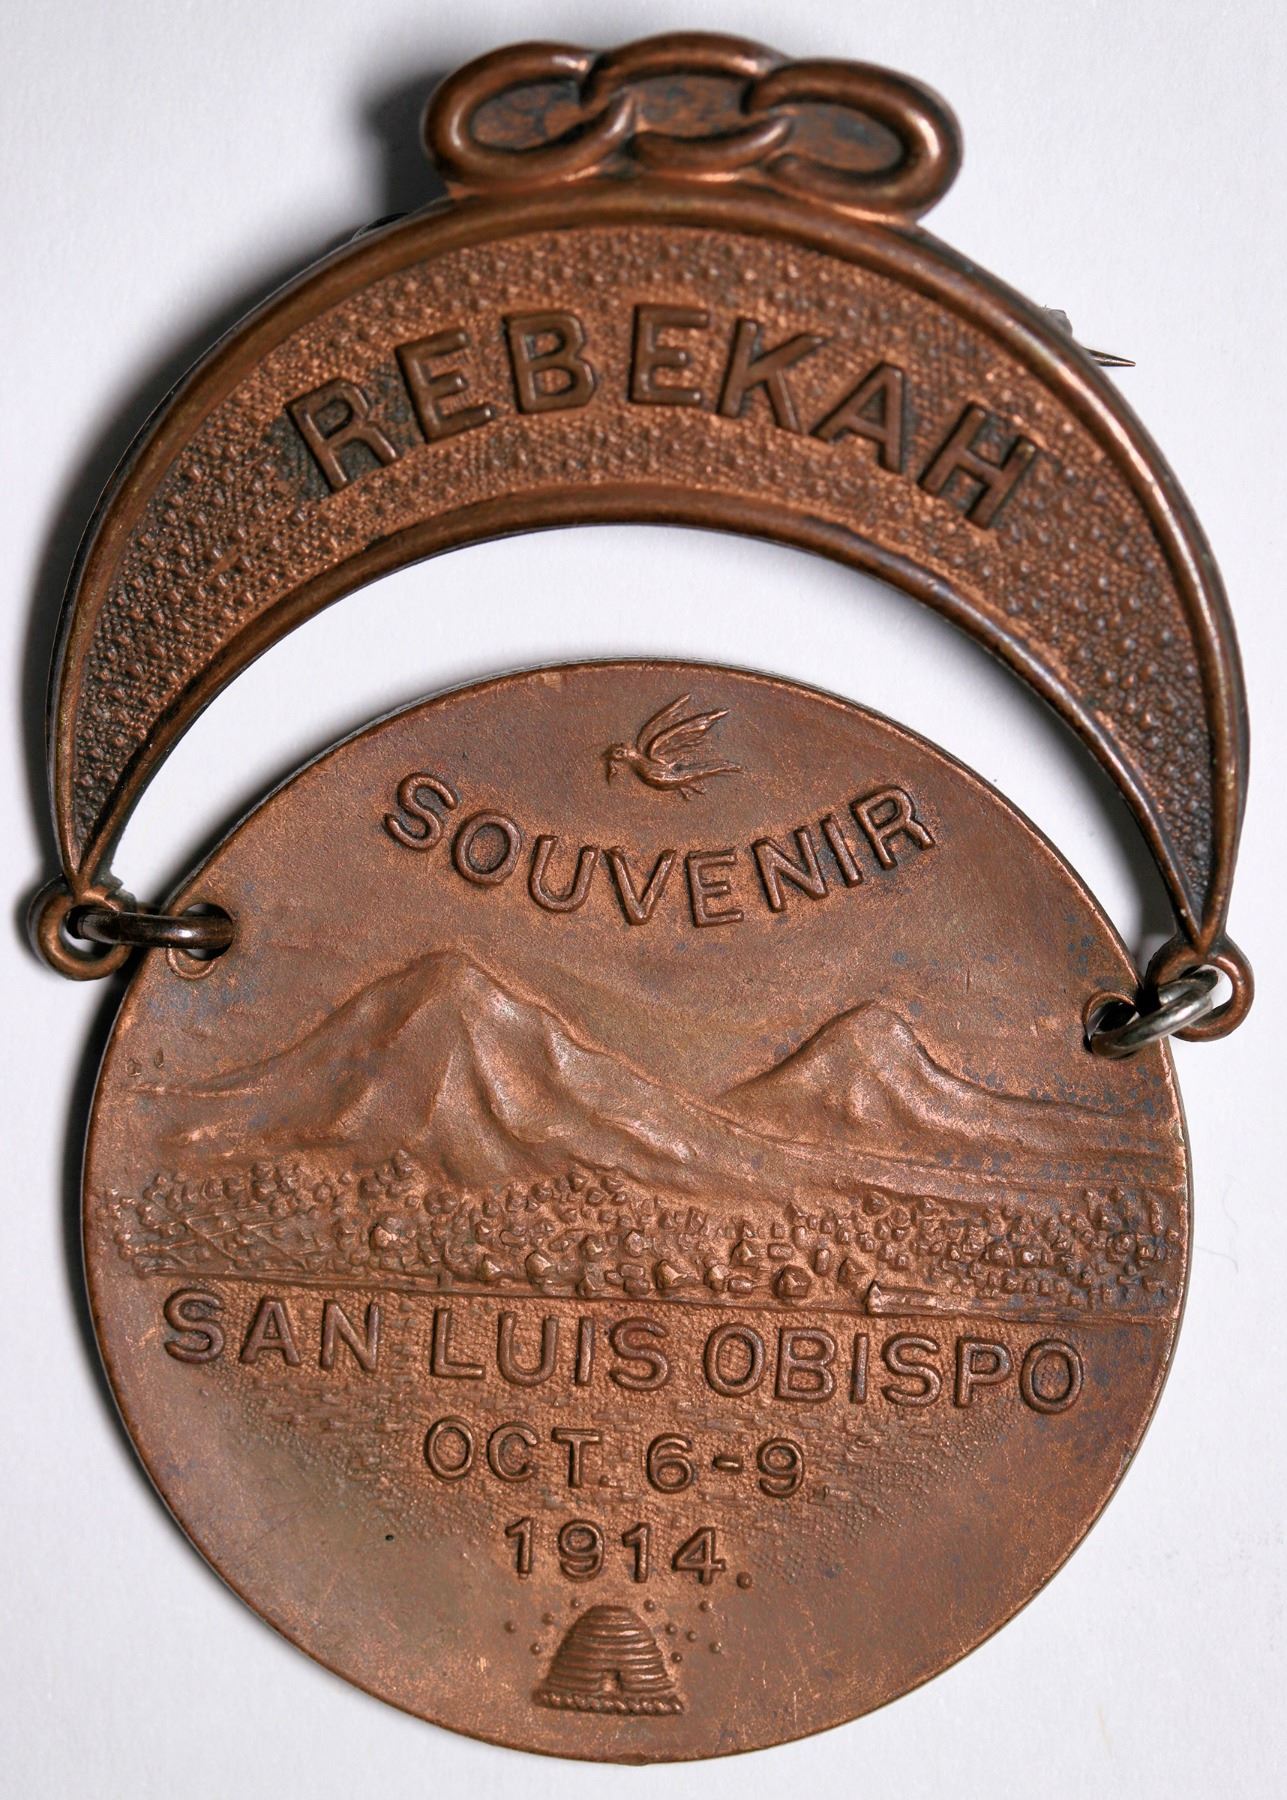 REBEKAH
SOUVENIR
SAN LUIS OBISPO
OCT. 6-9
1914.